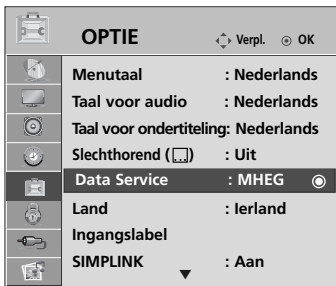 OPTIE Verpl. OK
Menutaal : Nederlands
Taal voor audio : Nederlands
Taal voor ondertiteling: Nederlands
Slechthorend ( ) : Uit
Data Service : MHEG
Land : Ierland
Ingangslabel
SIMPLINK : Aan